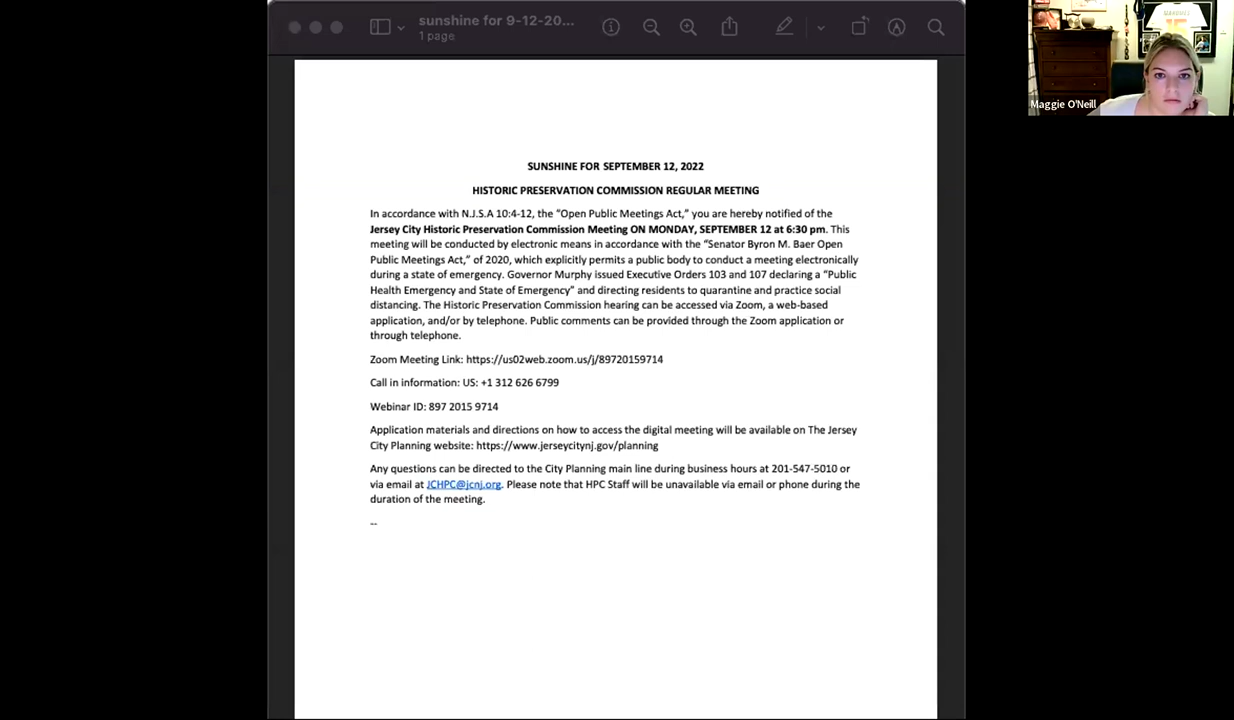 sunshine for 9-12-20...
1 page
Maggie O'Neill
SUNSHINE FOR SEPTEMBER 12, 2022
HISTORIC PRESERVATION COMMISSION REGULAR MEETING
In accordance with N.J.S.A 10:4-12, the “Open Public Meetings Act,” you are hereby notified of the
Jersey City Historic Preservation Commission Meeting ON MONDAY, SEPTEMBER 12 at 6:30 pm. This
meeting will be conducted by electronic means in accordance with the “Senator Byron M. Baer Open
Public Meetings Act,” of 2020, which explicitly permits a public body to conduct a meeting electronically
during a state of emergency. Governor Murphy issued Executive Orders 103 and 107 declaring a “Public
Health Emergency and State of Emergency” and directing residents to quarantine and practice social
distancing. The Historic Preservation Commission hearing can be accessed via Zoom, a web-based
application, and/or by telephone. Public comments can be provided through the Zoom application or
through telephone.
Zoom Meeting Link: https://us02web.zoom.us/j/89720159714
Call in information: US: +1 312 626 6799
Webinar ID: 897 2015 9714
Application materials and directions on how to access the digital meeting will be available on The Jersey
City Planning website: https://www.jerseycitynj.gov/planning
Any questions can be directed to the City Planning main line during business hours at 201-547-5010 or
via email at JCHPC@jcnj.org. Please note that HPC Staff will be unavailable via email or phone during the
duration of the meeting.
--